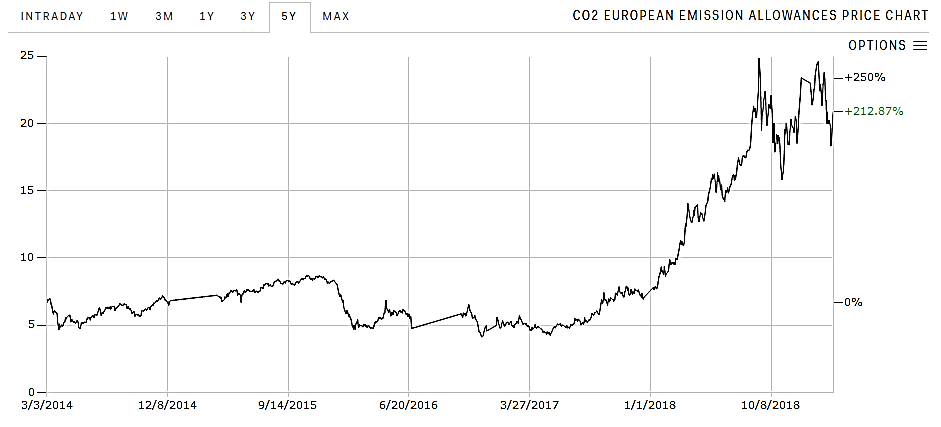 INTRADAY 1W 3M 1Y 3Y 5Y MAX
CO2 EUROPEAN EMISSION ALLOWANCES PRICE CHART
OPTIONS
25
+250%
+212.87%
20
15
10
0%
5
0
3/3/2014 12/8/2014 9/14/2015 6/20/2016 3/27/2017 1/1/2018 10/8/2018